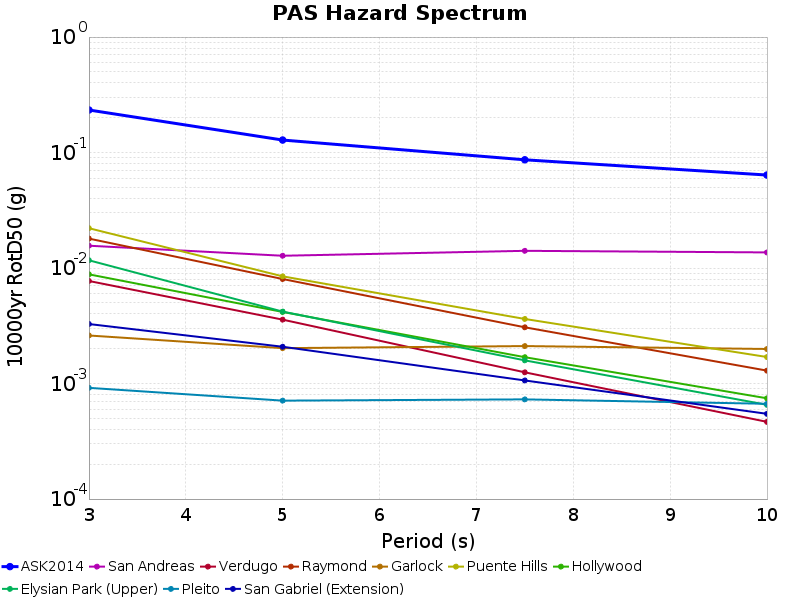 PAS Hazard Spectrum
10000yr RotD50 (g)
10^0
10^-1
10^-2
10^-3
10^-4
3 4 5 6 7 8 9 10
Period (s)
ASK2014 San Andreas Verdugo Raymond Garlock Puente Hills Hollywood
Elysian Park (Upper) Pleito San Gabriel (Extension)